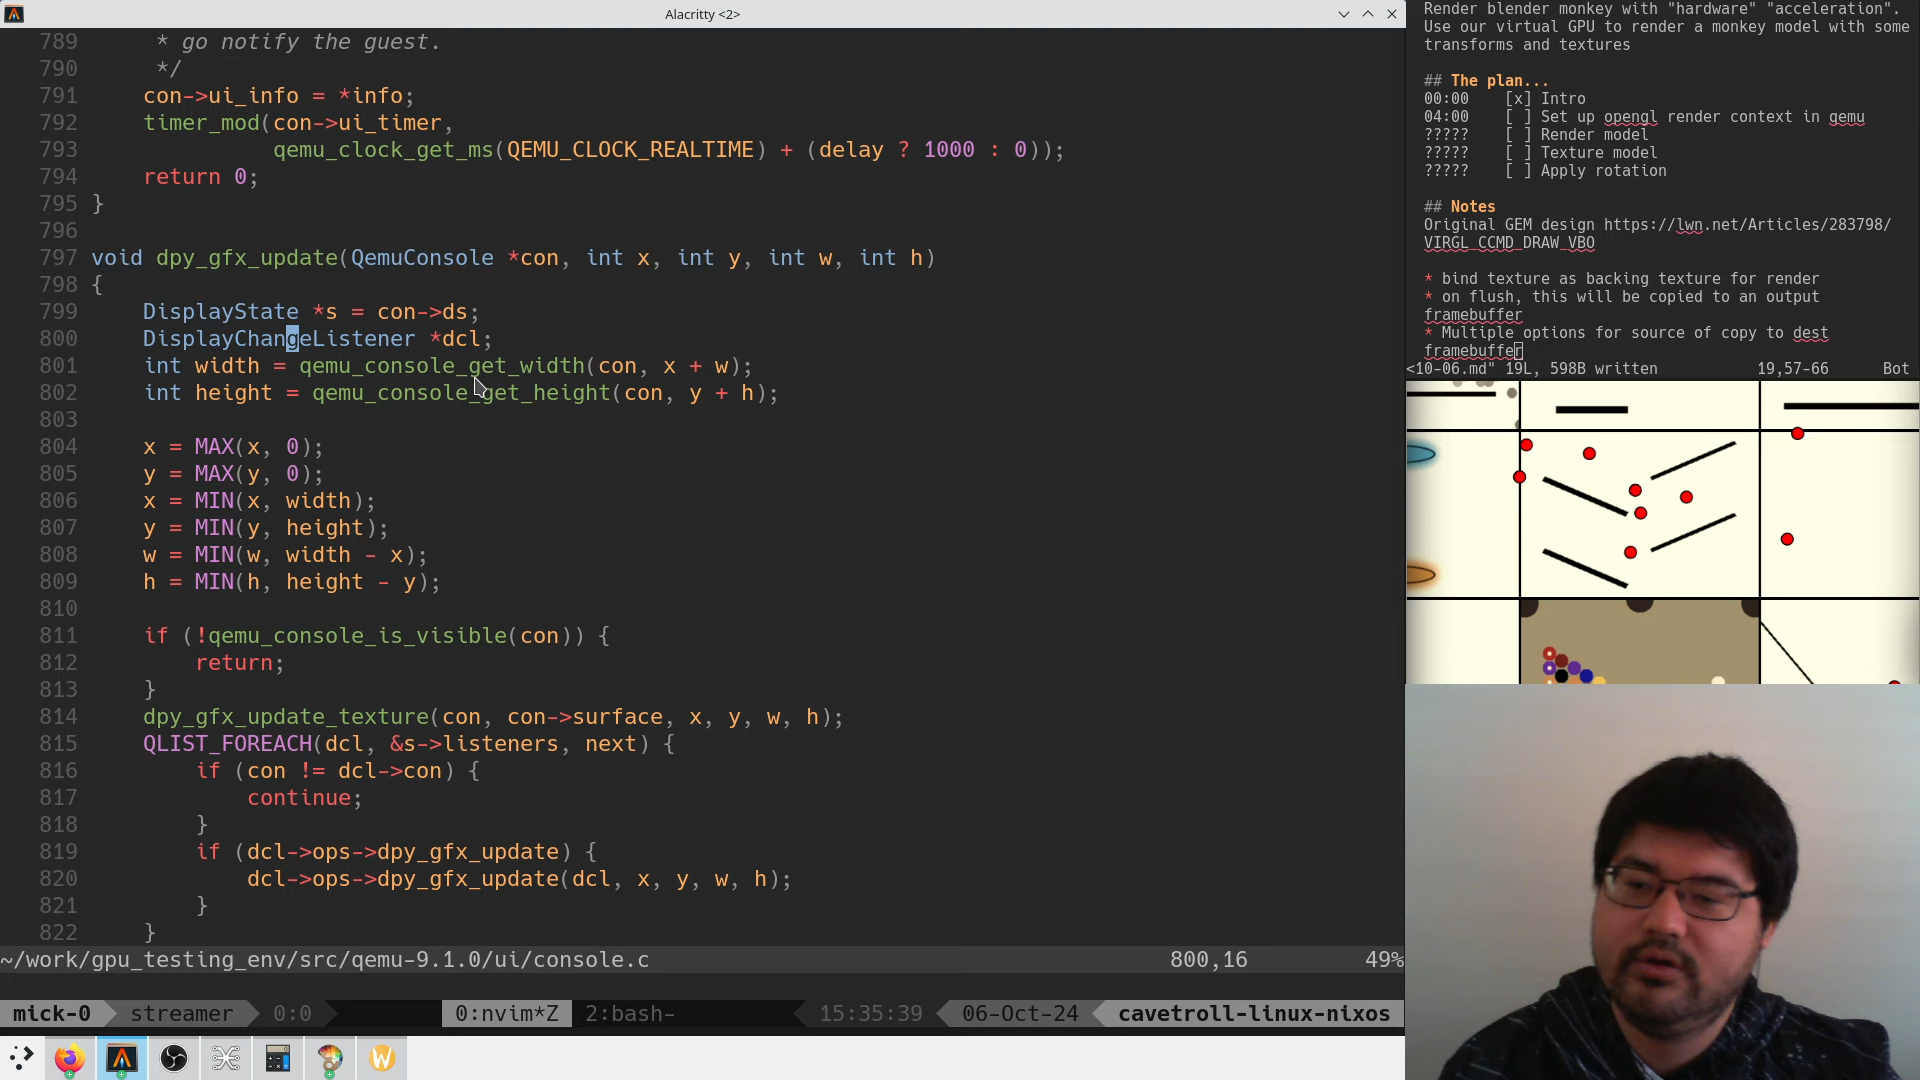 Alacritty <2>
789      * go notify the guest.
790      */
791     con->ui_info = *info;
792     timer_mod(con->ui_timer,
793               qemu_clock_get_ms(QEMU_CLOCK_REALTIME) + (delay ? 1000 : 0));
794     return 0;
795 }
796
797 void dpy_gfx_update(QemuConsole *con, int x, int y, int w, int h)
798 {
799     DisplayState *s = con->ds;
800     DisplayChangeListener *dcl;
801     int width = qemu_console_get_width(con, x + w);
802     int height = qemu_console_get_height(con, y + h);
803
804     x = MAX(x, 0);
805     y = MAX(y, 0);
806     x = MIN(x, width);
807     y = MIN(y, height);
808     w = MIN(w, width - x);
809     h = MIN(h, height - y);
810
811     if (!qemu_console_is_visible(con)) {
812         return;
813     }
814     dpy_gfx_update_texture(con, con->surface, x, y, w, h);
815     QLIST_FOREACH(dcl, &s->listeners, next) {
816         if (con != dcl->con) {
817             continue;
818         }
819         if (dcl->ops->dpy_gfx_update) {
820             dcl->ops->dpy_gfx_update(dcl, x, y, w, h);
821         }
822     }
~/work/gpu_testing_env/src/qemu-9.1.0/ui/console.c 800,16 49%
mick-0 streamer 0:0 0:nvim*Z 2:bash- 15:35:39 06-Oct-24 cavetroll-linux-nixos
Render blender monkey with "hardware" "acceleration".
Use our virtual GPU to render a monkey model with some
transforms and textures
## The plan...
00:00 [x] Intro
04:00 [ ] Set up opengl render context in qemu
????? [ ] Render model
????? [ ] Texture model
????? [ ] Apply rotation
## Notes
Original GEM design https://lwn.net/Articles/283798/
VIRGL_CCMD_DRAW_VBO
* bind texture as backing texture for render
* on flush, this will be copied to an output
framebuffer
* Multiple options for source of copy to dest
framebuffer
<10-06.md" 19L, 598B written 19,57-66 Bot